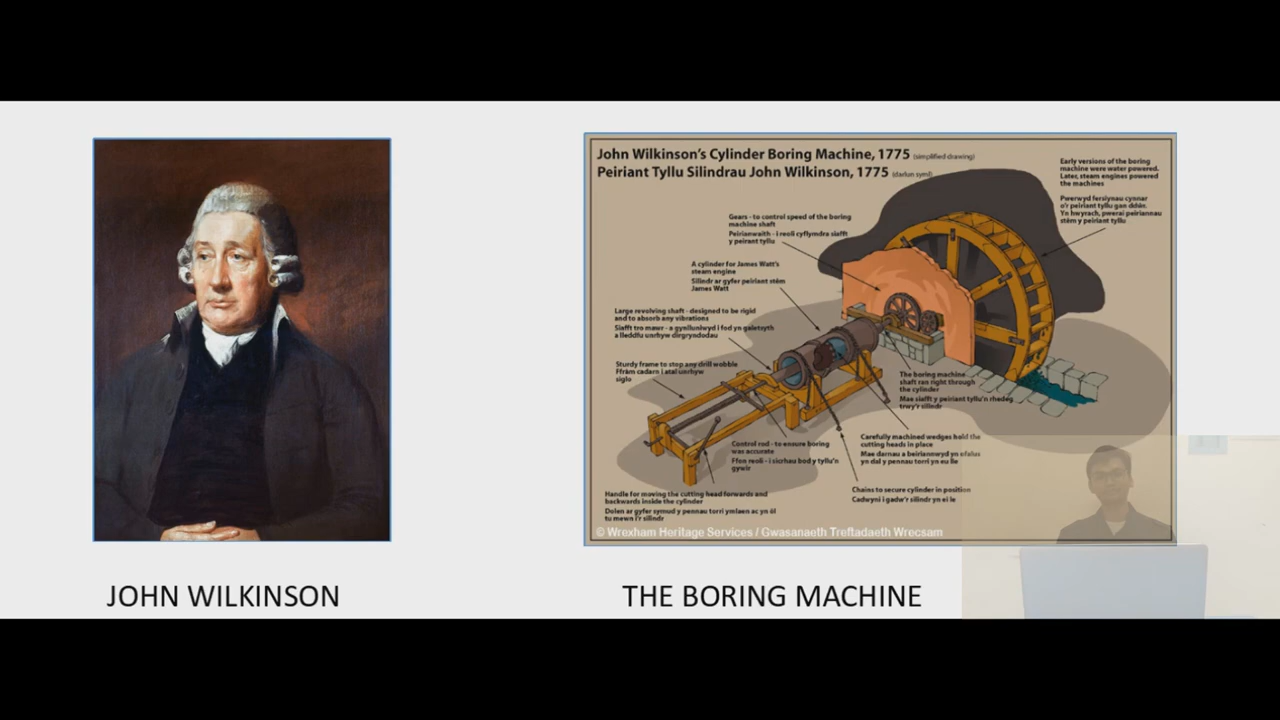 John Wilkinson's Cylinder Boring Machine, 1775 (simplified drawing)
Peiriant Tyllu Silindrau John Wilkinson, 1775 (darlun syml)
Early versions of the boring
machine were water powered.
Later, steam engines powered
the machines
Pwerwyd fersiynau cynnar
o'r peiriant tyllu gan ddŵr.
Yn hwyrach, pwerai peiriannau
stêm y peiriant tyllu
Gears - to control speed of the boring
machine shaft
Peirianwaith - i reoli cyflymdra siafft
y peirant tyllu
A cylinder for James Watt's
steam engine
Silindr ar gyfer peiriant stêm
James Watt
Large revolving shaft - designed to be rigid
and to absorb any vibrations
Siafft tro mawr - a gynlluniwyd i fod yn galetsyth
a lleddfu unrhyw dirgryndodau
Sturdy frame to stop any drill wobble
Ffrâm cadarn i atal unrhyw
siglo
The boring machine
shaft ran right through
the cylinder
Mae siafft y peiriant tyllu'n rhedeg
trwy'r silindr
Control rod - to ensure boring
was accurate
Ffon reoli - i sicrhau bod y tyllu'n
gywir
Carefully machined wedges hold the
cutting heads in place
Mae darnau a beiriannwyd yn ofalus
yn dal y pennau torri yn eu lle
Handle for moving the cutting head forwards and
backwards inside the cylinder
Dolen ar gyfer symud y pennau torri ymlaen ac yn ôl
tu mewn i'r silindr
Chains to secure cylinder in position
Cadwyni i gadw'r silindr yn ei le
© Wrexham Heritage Services / Gwasanaeth Treftadaeth Wrecsam
JOHN WILKINSON
THE BORING MACHINE